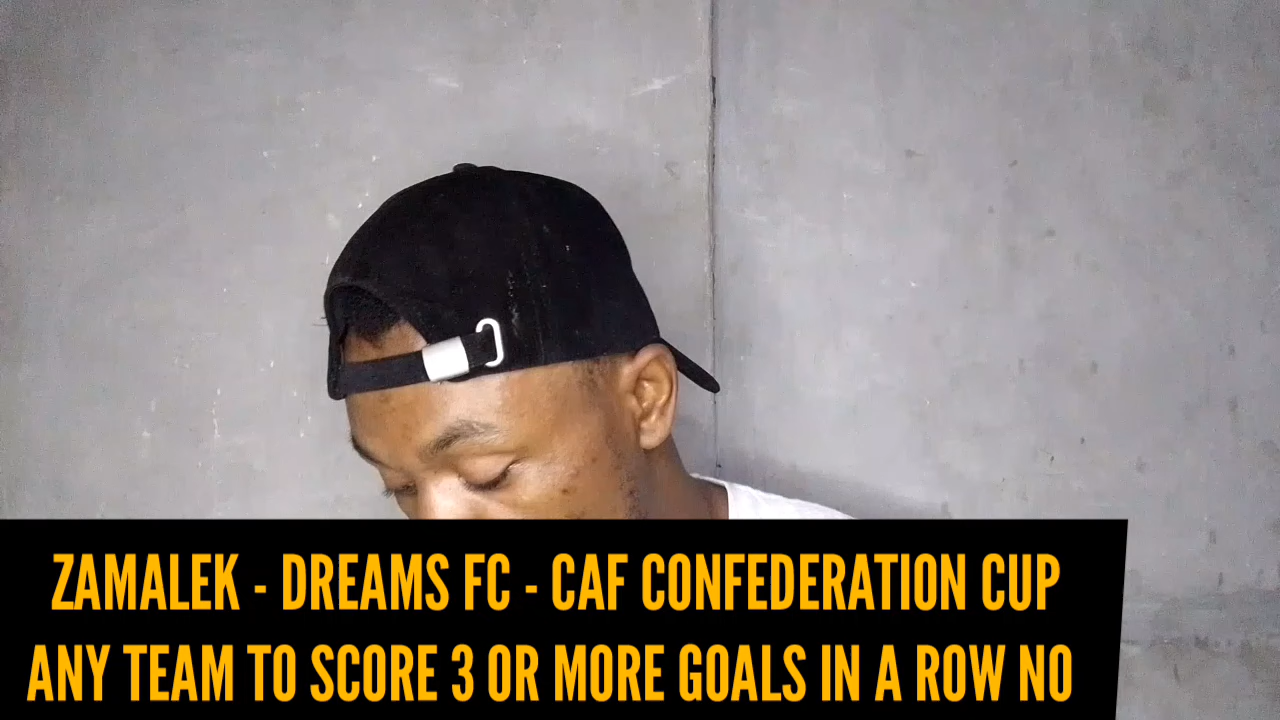 ZAMALEK - DREAMS FC - CAF CONFEDERATION CUP
ANY TEAM TO SCORE 3 OR MORE GOALS IN A ROW NO